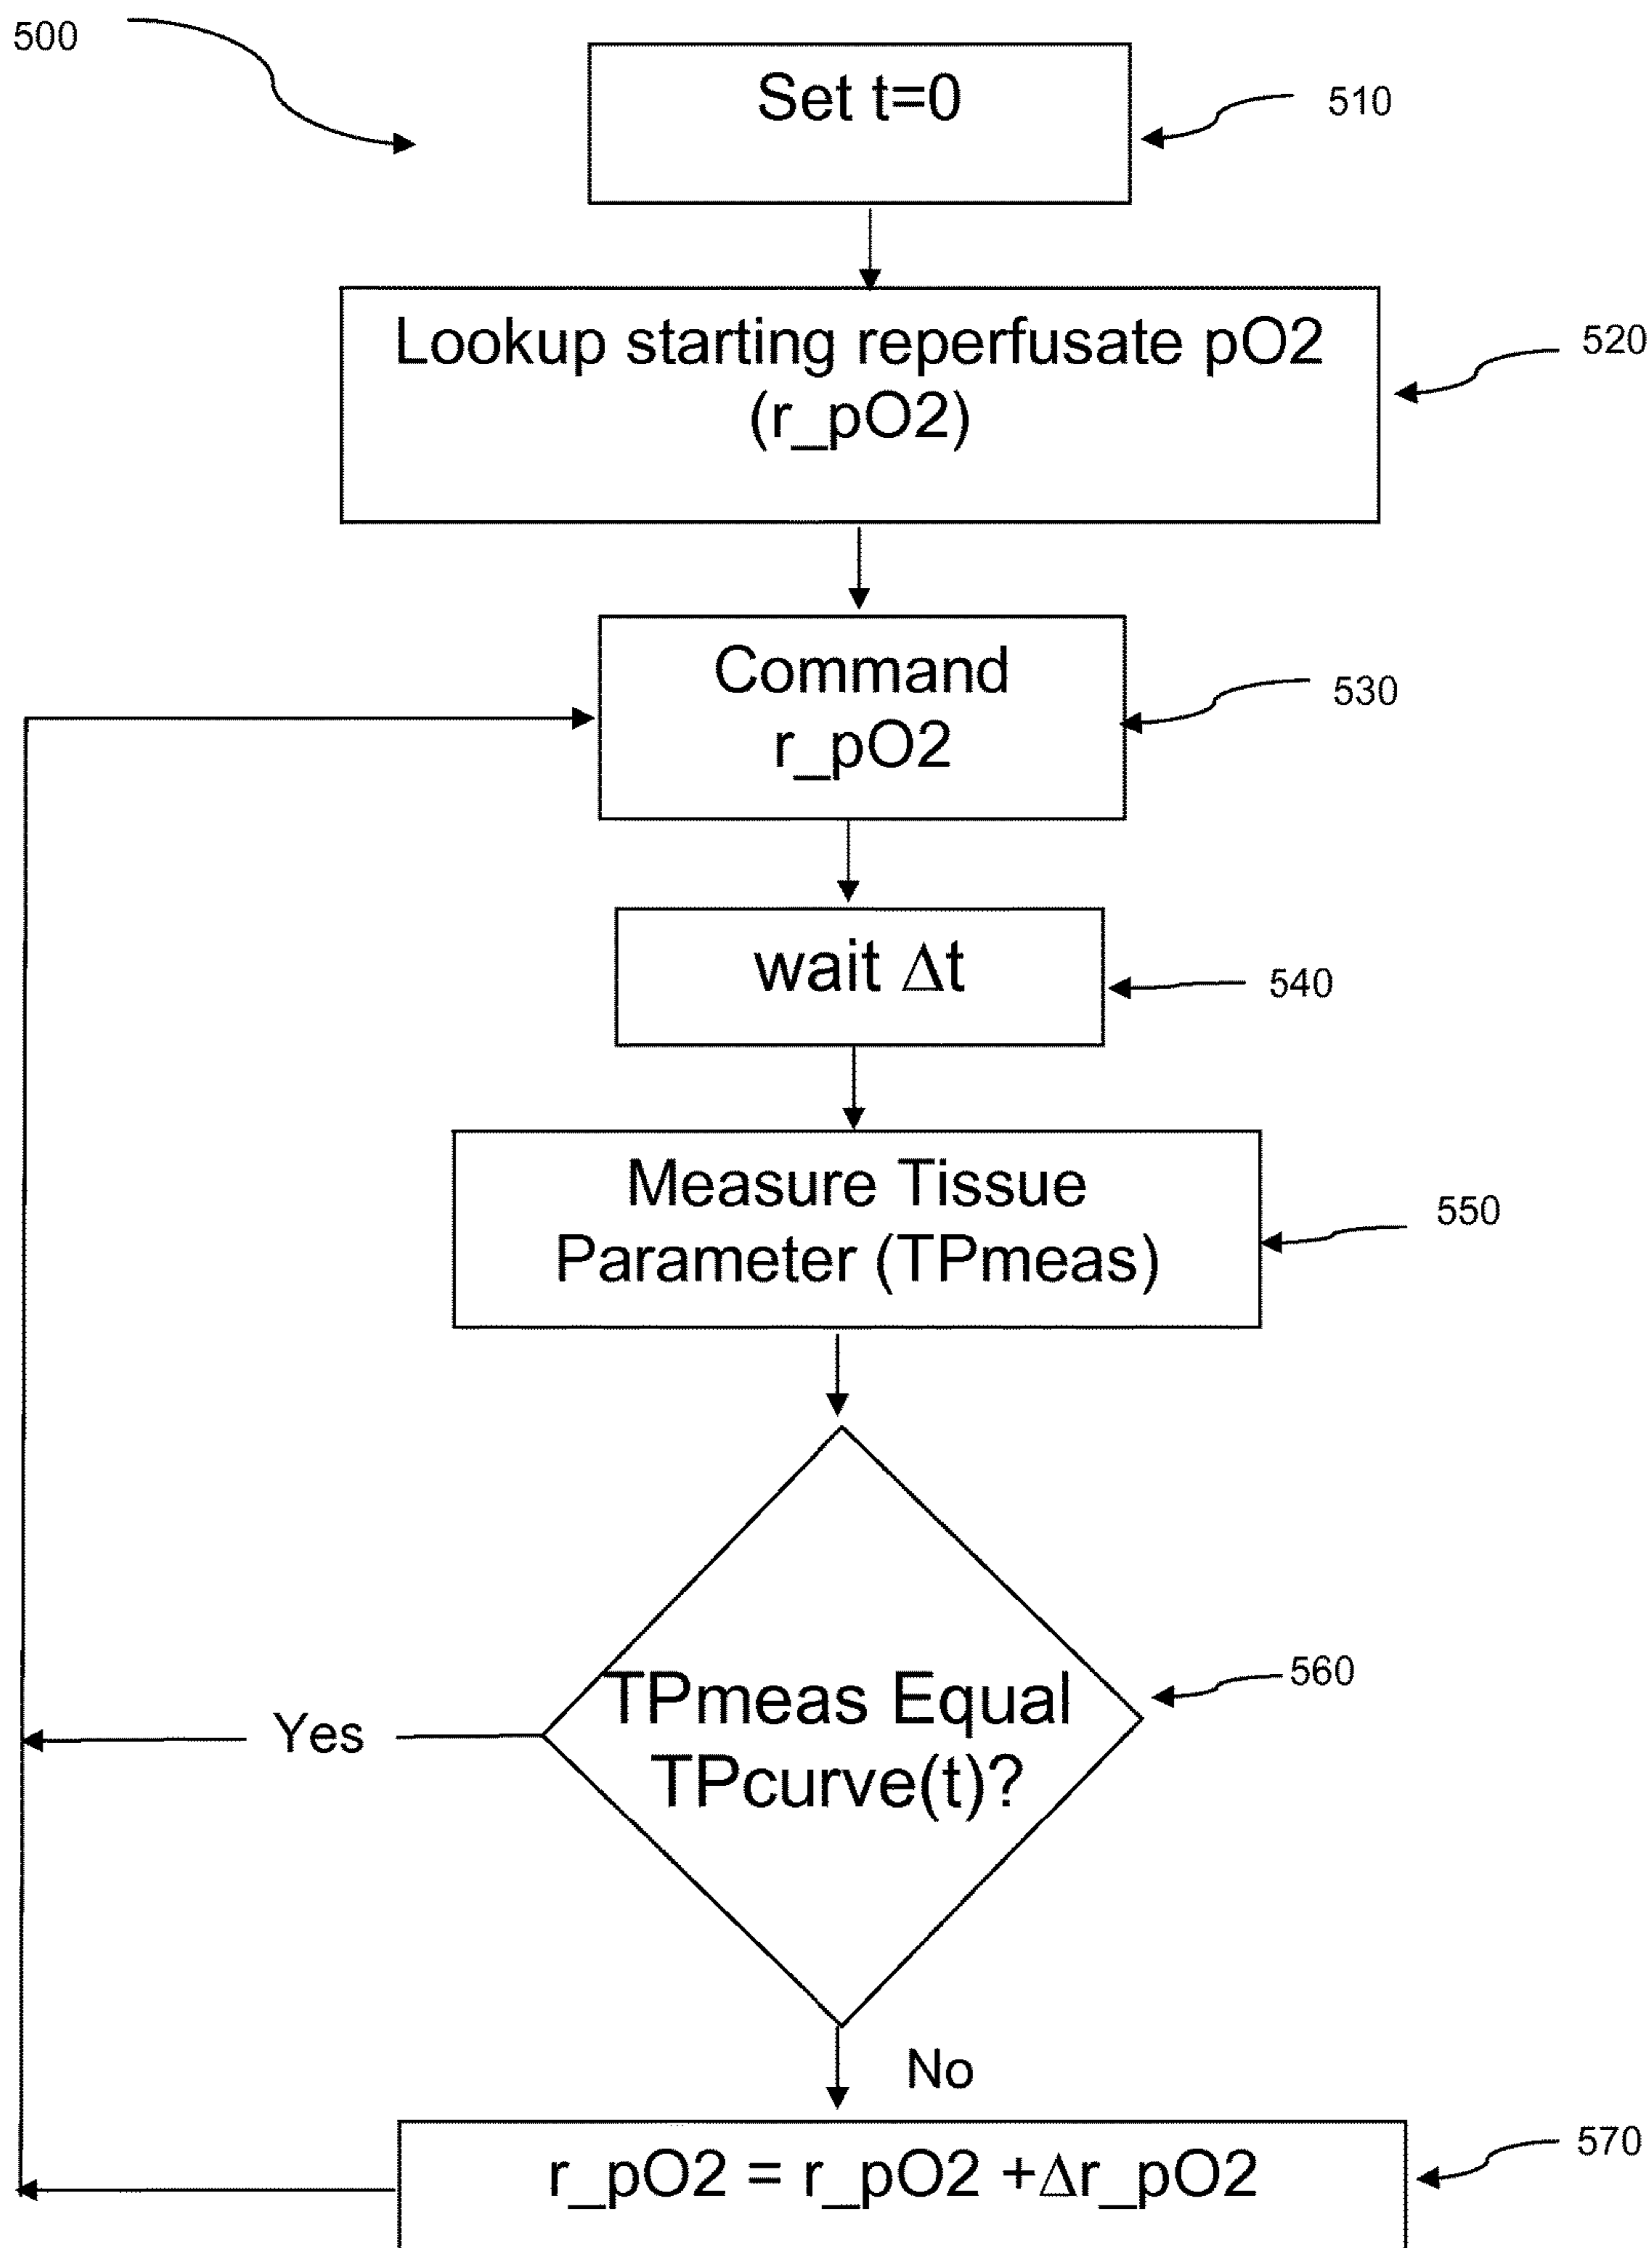 500
Set t=0
510
Lookup starting reperfusate pO2
(r_pO2)
520
Command
r_pO2
530
wait Δt
540
Measure Tissue
Parameter (TPmeas)
550
TPmeas Equal
TPcurve(t)?
560
Yes
No
r_pO2 = r_pO2 +Δr_pO2
570